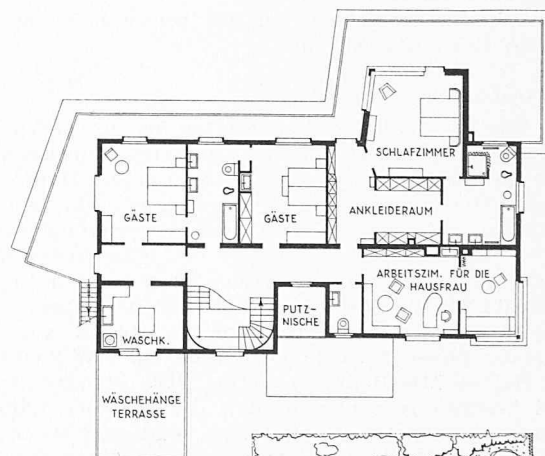 SCHLAFZIMMER
GÄSTE
GÄSTE
ANKLEIDERAUM
ARBEITSZIM. FÜR DIE
HAUSFRAU
PUTZ-
NISCHE
WASCHK.
WÄSCHEHÄNGE
TERRASSE